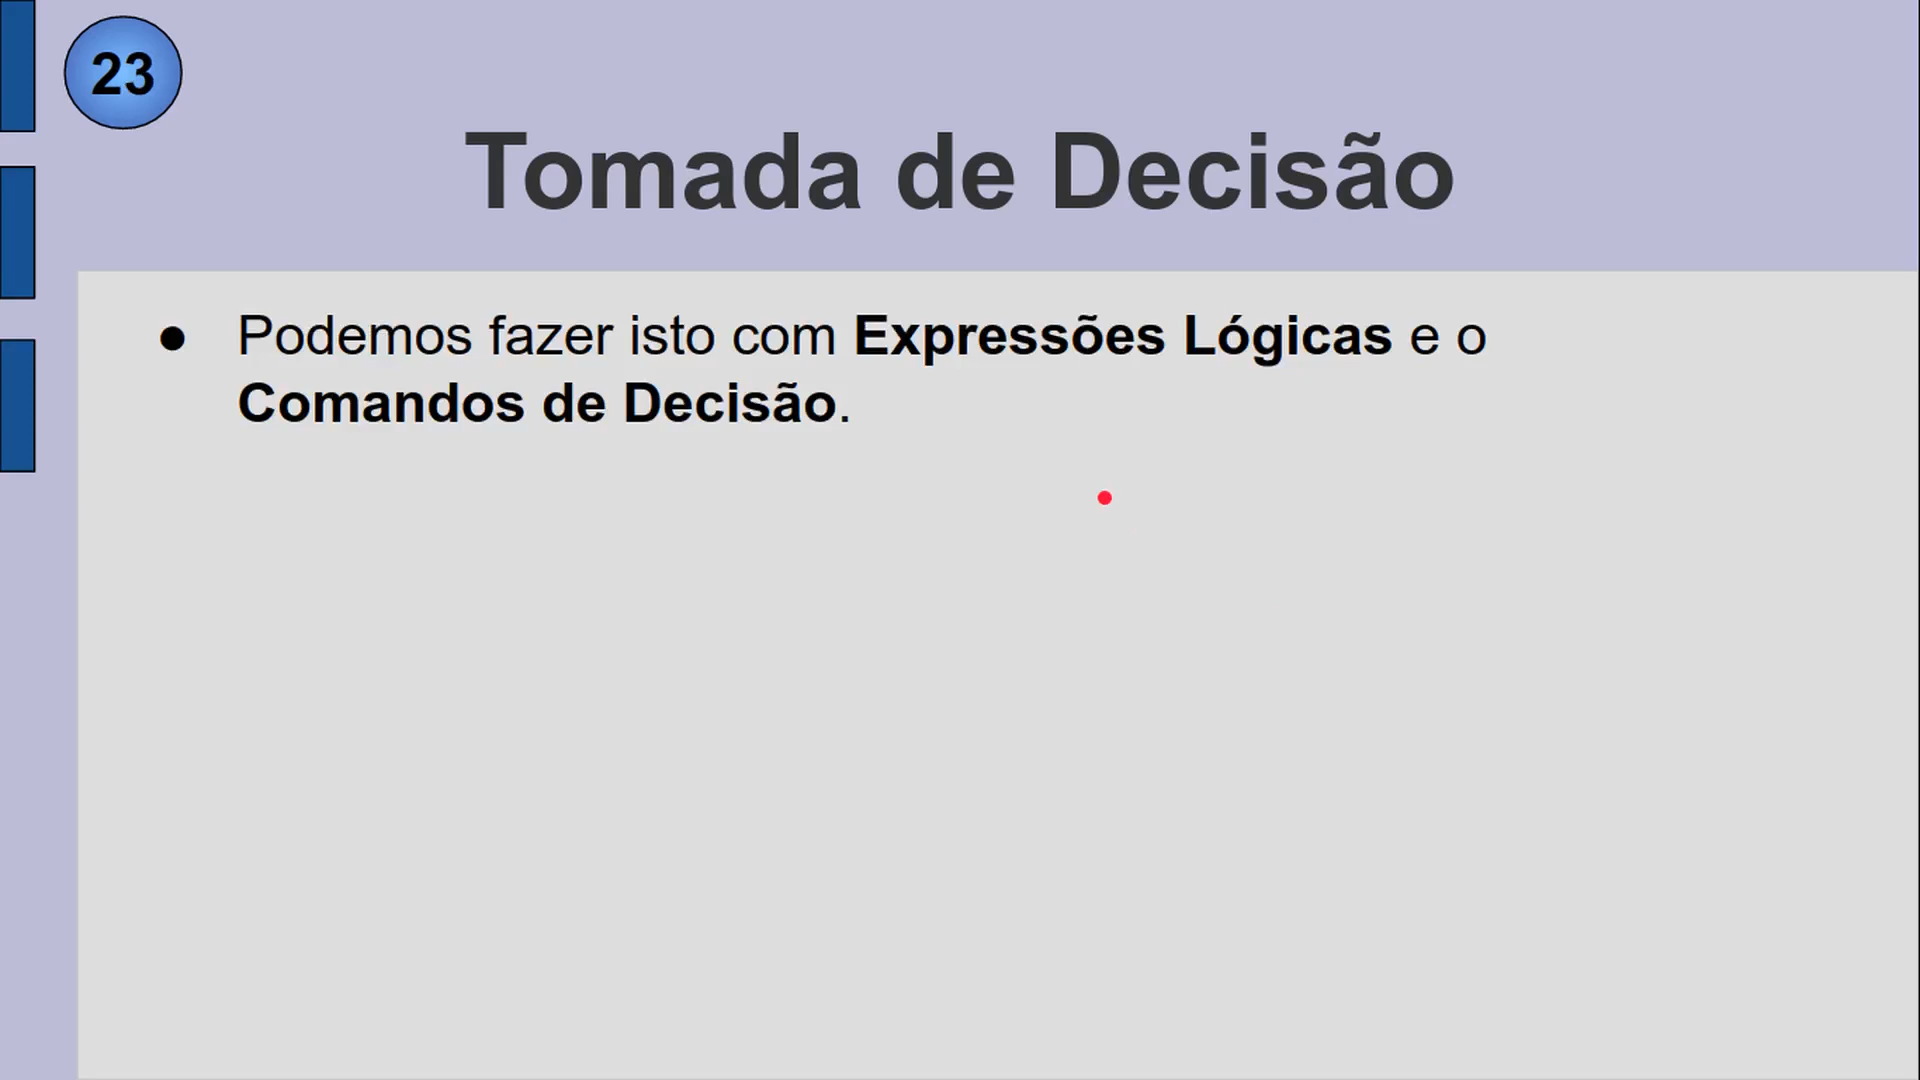 23
Tomada de Decisão
● Podemos fazer isto com Expressões Lógicas e o
Comandos de Decisão.